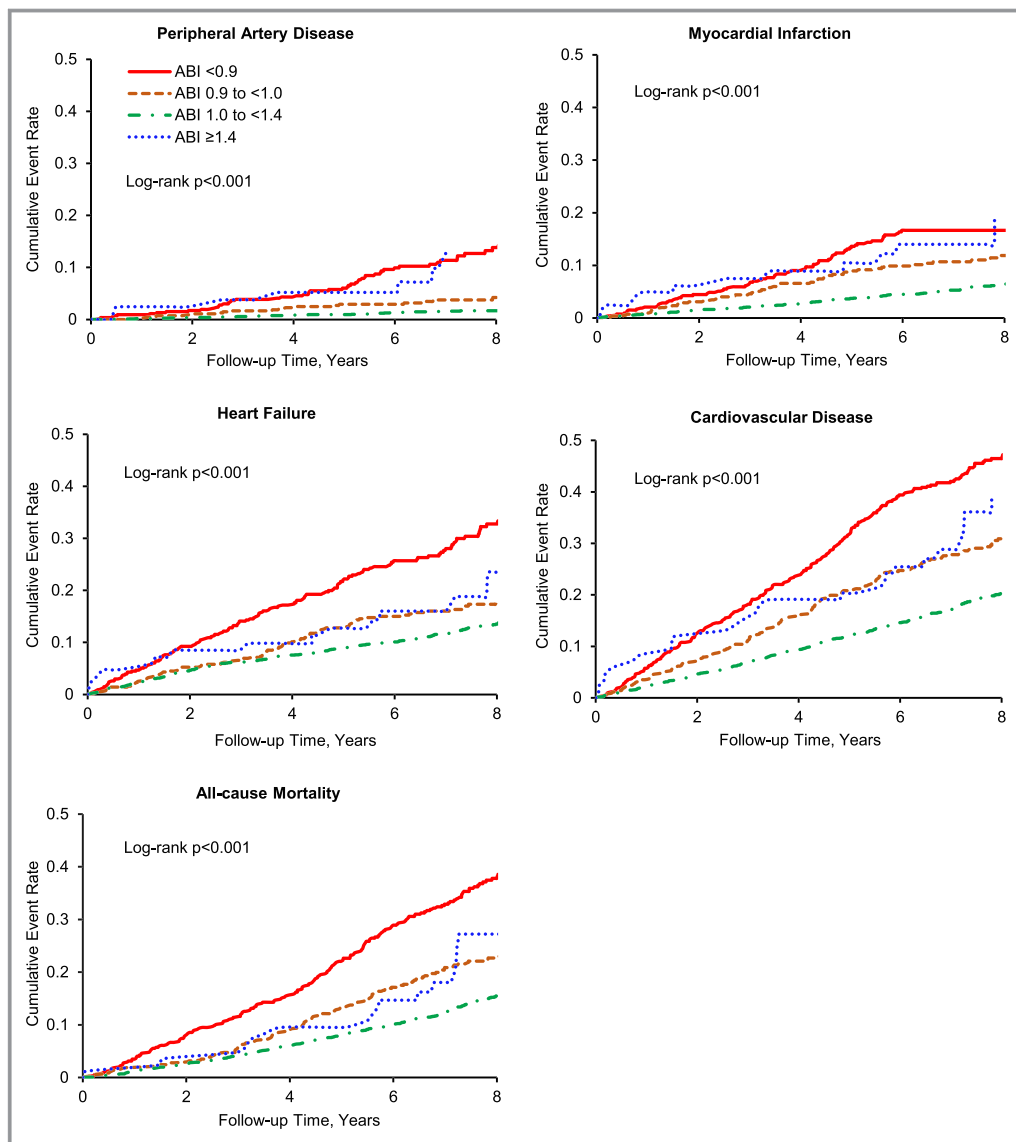 Peripheral Artery Disease
0.5
0.4
0.3
0.2
0.1
0
Cumulative Event Rate
ABI <0.9
ABI 0.9 to <1.0
ABI 1.0 to <1.4
ABI ≥1.4
Log-rank p<0.001
0 2 4 6 8
Follow-up Time, Years
Myocardial Infarction
0.5
0.4
0.3
0.2
0.1
0
Cumulative Event Rate
Log-rank p<0.001
0 2 4 6 8
Follow-up Time, Years
Heart Failure
0.5
0.4
0.3
0.2
0.1
0
Cumulative Event Rate
Log-rank p<0.001
0 2 4 6 8
Follow-up Time, Years
Cardiovascular Disease
0.5
0.4
0.3
0.2
0.1
0
Cumulative Event Rate
Log-rank p<0.001
0 2 4 6 8
Follow-up Time, Years
All-cause Mortality
0.5
0.4
0.3
0.2
0.1
0
Cumulative Event Rate
Log-rank p<0.001
0 2 4 6 8
Follow-up Time, Years